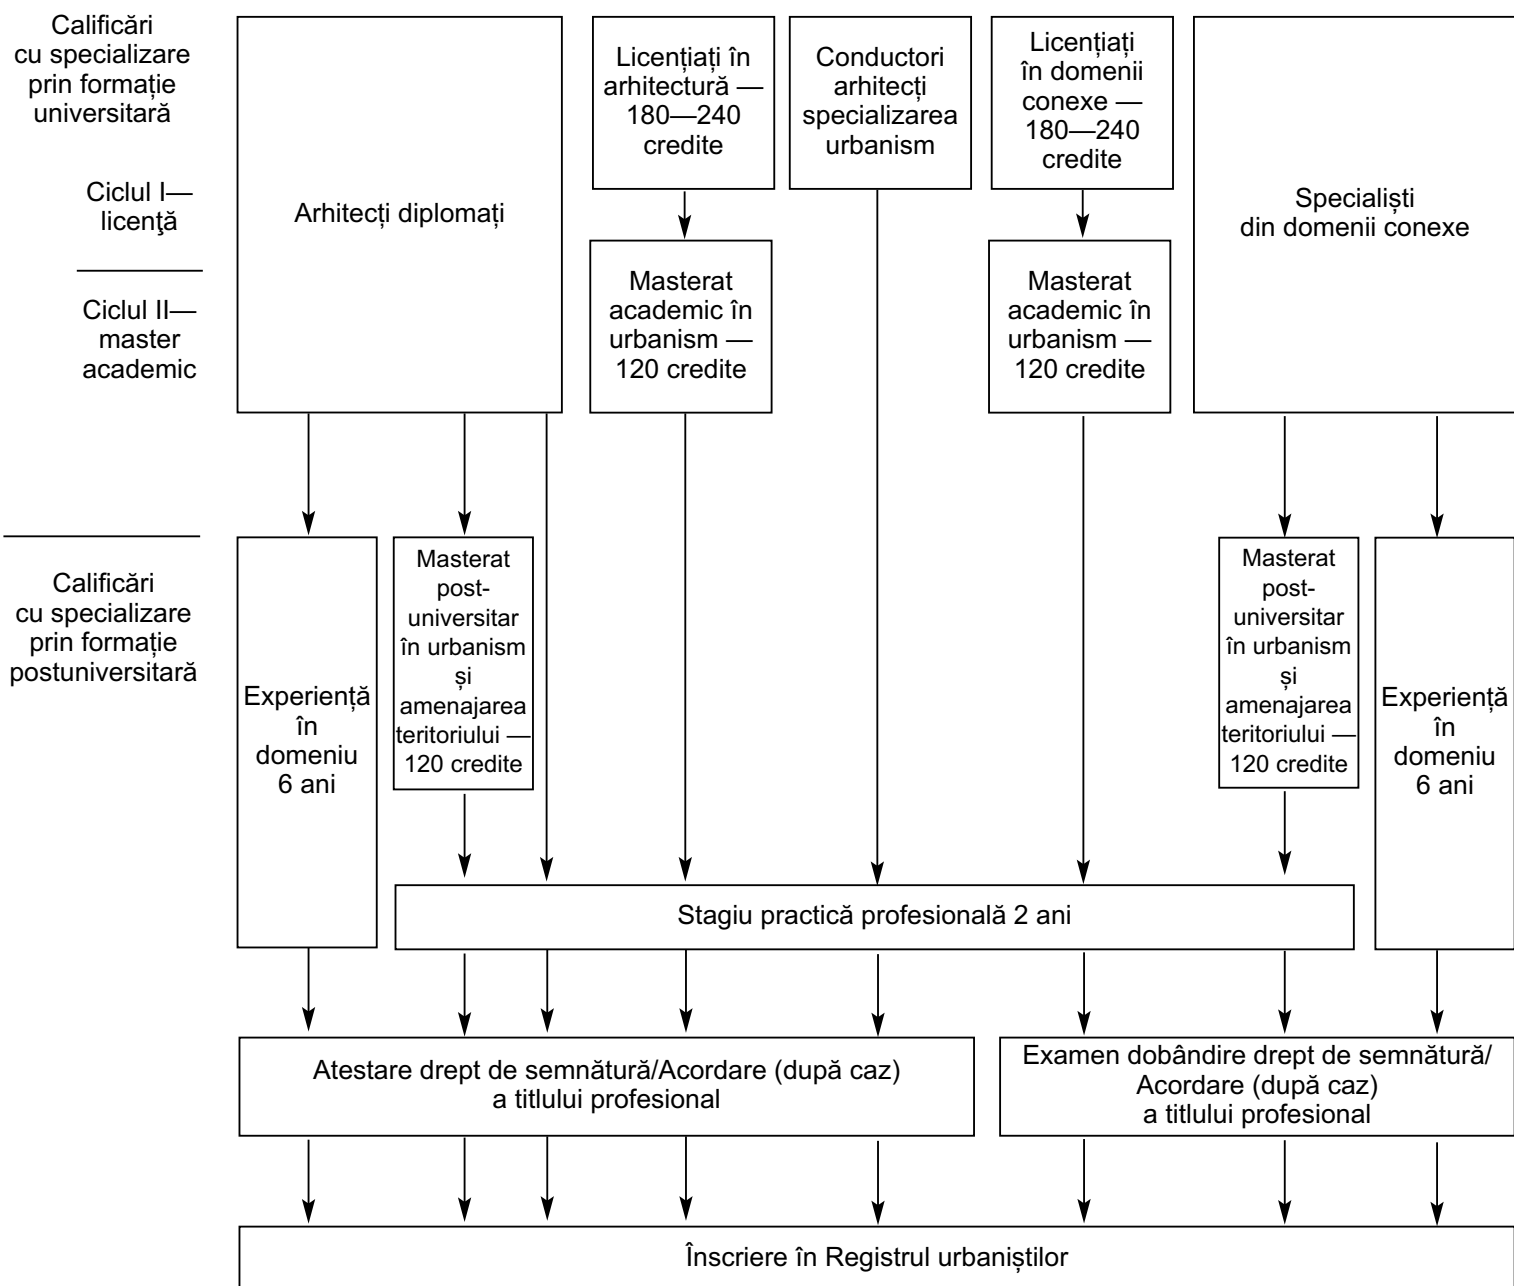 Calificări
cu specializare
prin formație
universitară
Ciclul I—
licenţă
Ciclul II—
master
academic
Calificări
cu specializare
prin formație
postuniversitară
Arhitecți diplomați
Licențiați în
arhitectură —
180—240
credite
Conductori
arhitecți
specializarea
urbanism
Licențiați
în domenii
conexe —
180—240
credite
Specialiști
din domenii conexe
Masterat
academic în
urbanism —
120 credite
Masterat
academic în
urbanism —
120 credite
Experiență
în
domeniu
6 ani
Masterat
post-
universitar
în urbanism
și
amenajarea
teritoriului —
120 credite
Masterat
post-
universitar
în urbanism
și
amenajarea
teritoriului —
120 credite
Experiență
în
domeniu
6 ani
Stagiu practică profesională 2 ani
Atestare drept de semnătură/Acordare (după caz)
a titlului profesional
Examen dobândire drept de semnătură/
Acordare (după caz)
a titlului profesional
Înscriere în Registrul urbaniștilor